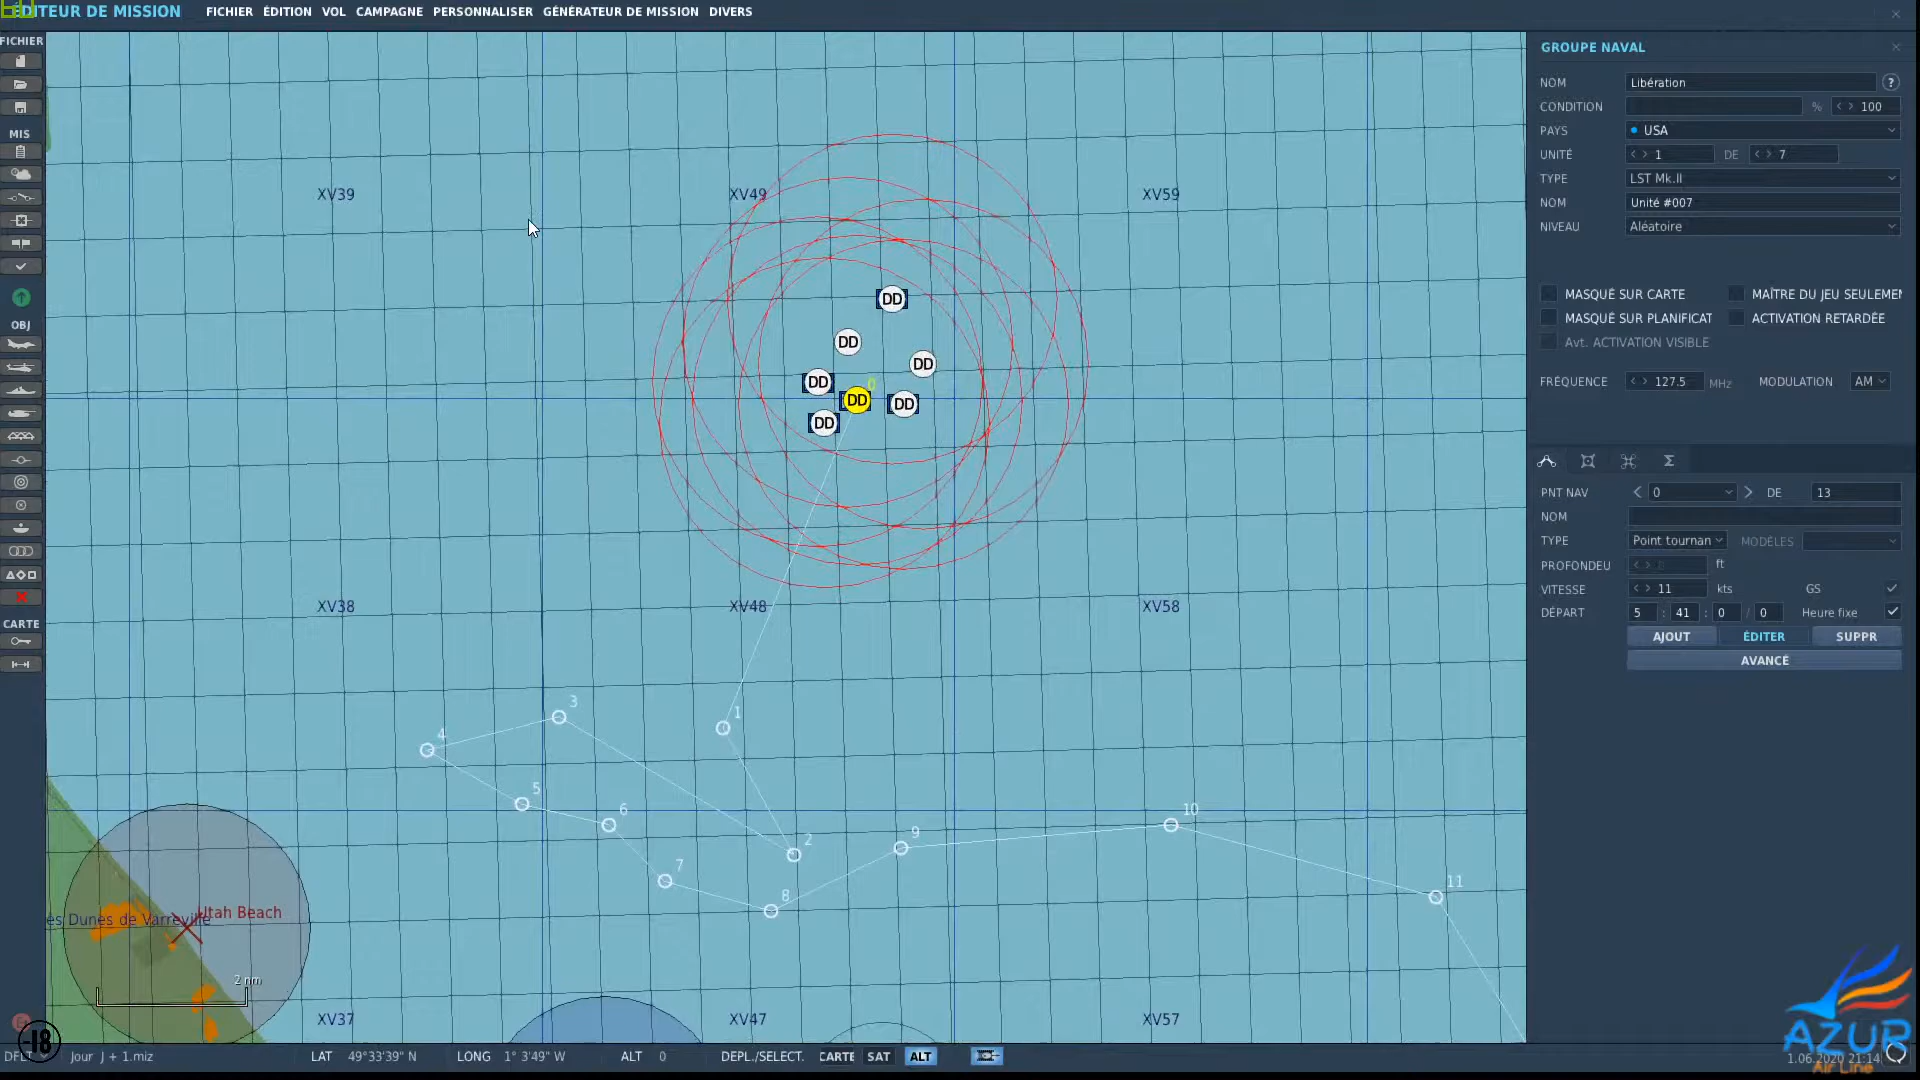 ÉDITEUR DE MISSION
FICHIER ÉDITION VOL CAMPAGNE PERSONNALISER GÉNÉRATEUR DE MISSION DIVERS
FICHIER
MIS
OBJ
CARTE
XV39
XV49
XV59
DD
DD
DD
DD
0
DD
DD
DD
XV38
XV48
XV58
3
1
4
5
10
6
9
2
7
11
8
Utah Beach
es Dunes de Varreville
2 nm
XV37
XV47
XV57
GROUPE NAVAL
NOM Libération ?
CONDITION % < > 100
PAYS USA
UNITÉ < > 1 DE < > 7
TYPE LST Mk.II
NOM Unité #007
NIVEAU Aléatoire
MASQUÉ SUR CARTE MAÎTRE DU JEU SEULEMEN
MASQUÉ SUR PLANIFICAT ACTIVATION RETARDÉE
Avt. ACTIVATION VISIBLE
FRÉQUENCE < > 127.5 MHz MODULATION AM
PNT NAV < 0 > DE 13
NOM
TYPE Point tournan MODÈLES
PROFONDEU < > ft
VITESSE < > 11 kts GS
DÉPART 5 : 41 : 0 / 0 Heure fixe
AJOUT ÉDITER SUPPR
AVANCÉ
AZUR
Air Line
-18
DFLT Jour J + 1.miz LAT 49°33'39" N LONG 1° 3'49" W ALT 0 DEPL./SELECT. CARTE SAT ALT 1.06.2020 21:14